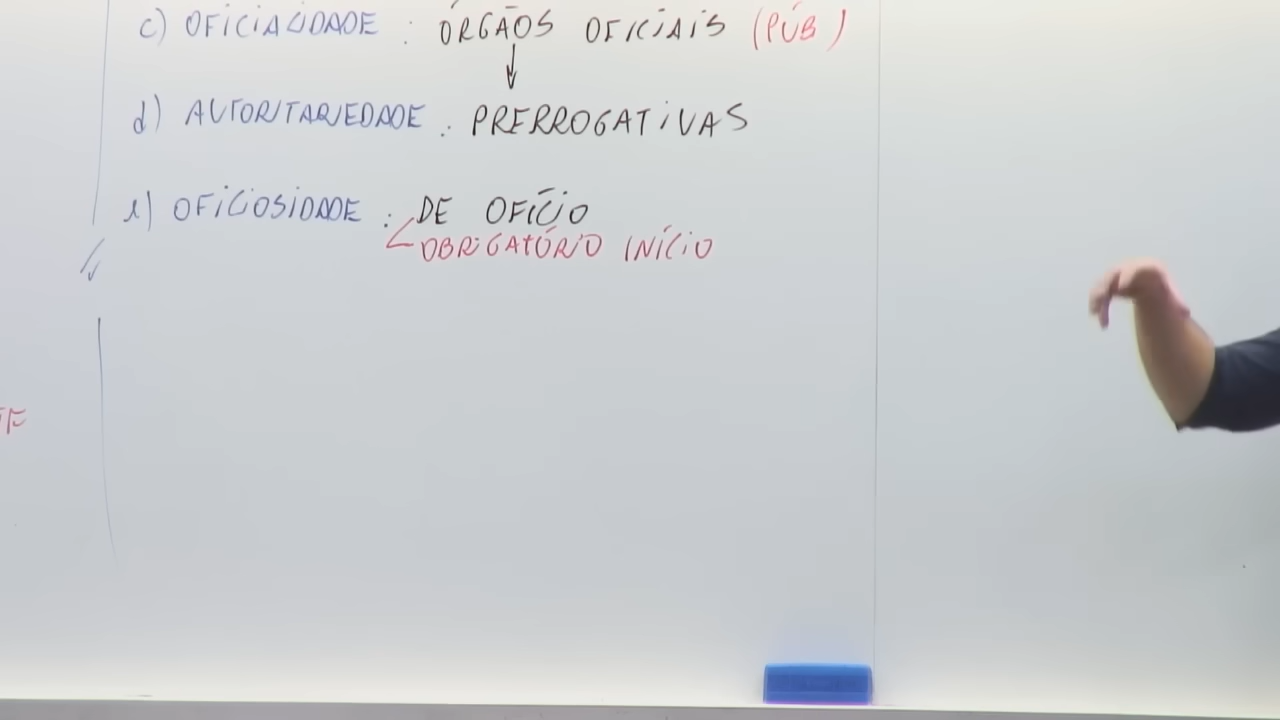 c) OFICIALIDADE : ÓRGÃOS OFICIAIS (PÚB)
d) AUTORITARIEDADE : PRERROGATIVAS
e) OFICIOSIDADE : DE OFÍCIO
OBRIGATÓRIO INÍCIO